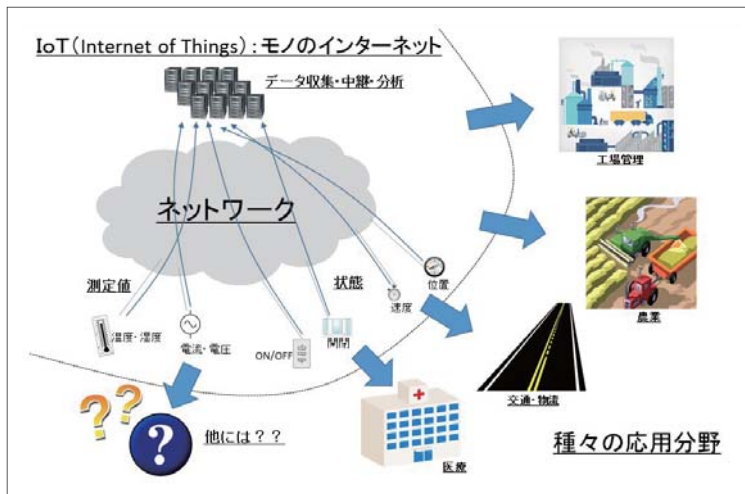 IoT(Internet of Things):モノのインターネット
データ収集・中継・分析
工場管理
ネットワーク
測定値
状態
位置
速度
農業
温度・湿度
電流・電圧
ON/OFF
開閉
交通・物流
他には??
医療
種々の応用分野